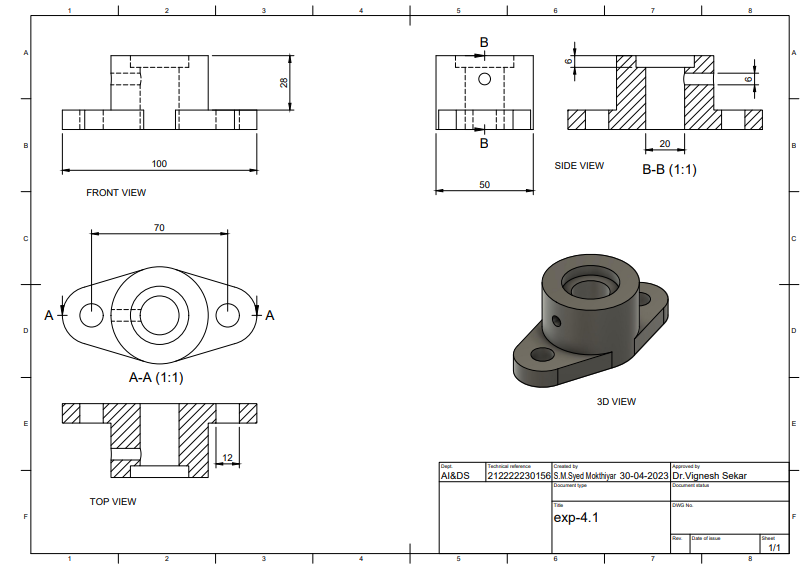 1 2 3 4 5 6 7 8
A A
B B
C C
D D
E E
F F
28
100
FRONT VIEW
B
B
50
6
6
20
SIDE VIEW
B-B (1:1)
70
A A
A-A (1:1)
12
TOP VIEW
3D VIEW
Dept. Technical reference Created by Approved by
AI&DS 212222230156 S.M.Syed Mokthiyar 30-04-2023 Dr.Vignesh Sekar
Document type Document status
Title DWG No.
exp-4.1
Rev. Date of issue Sheet
1/1
1 2 3 4 5 6 7 8